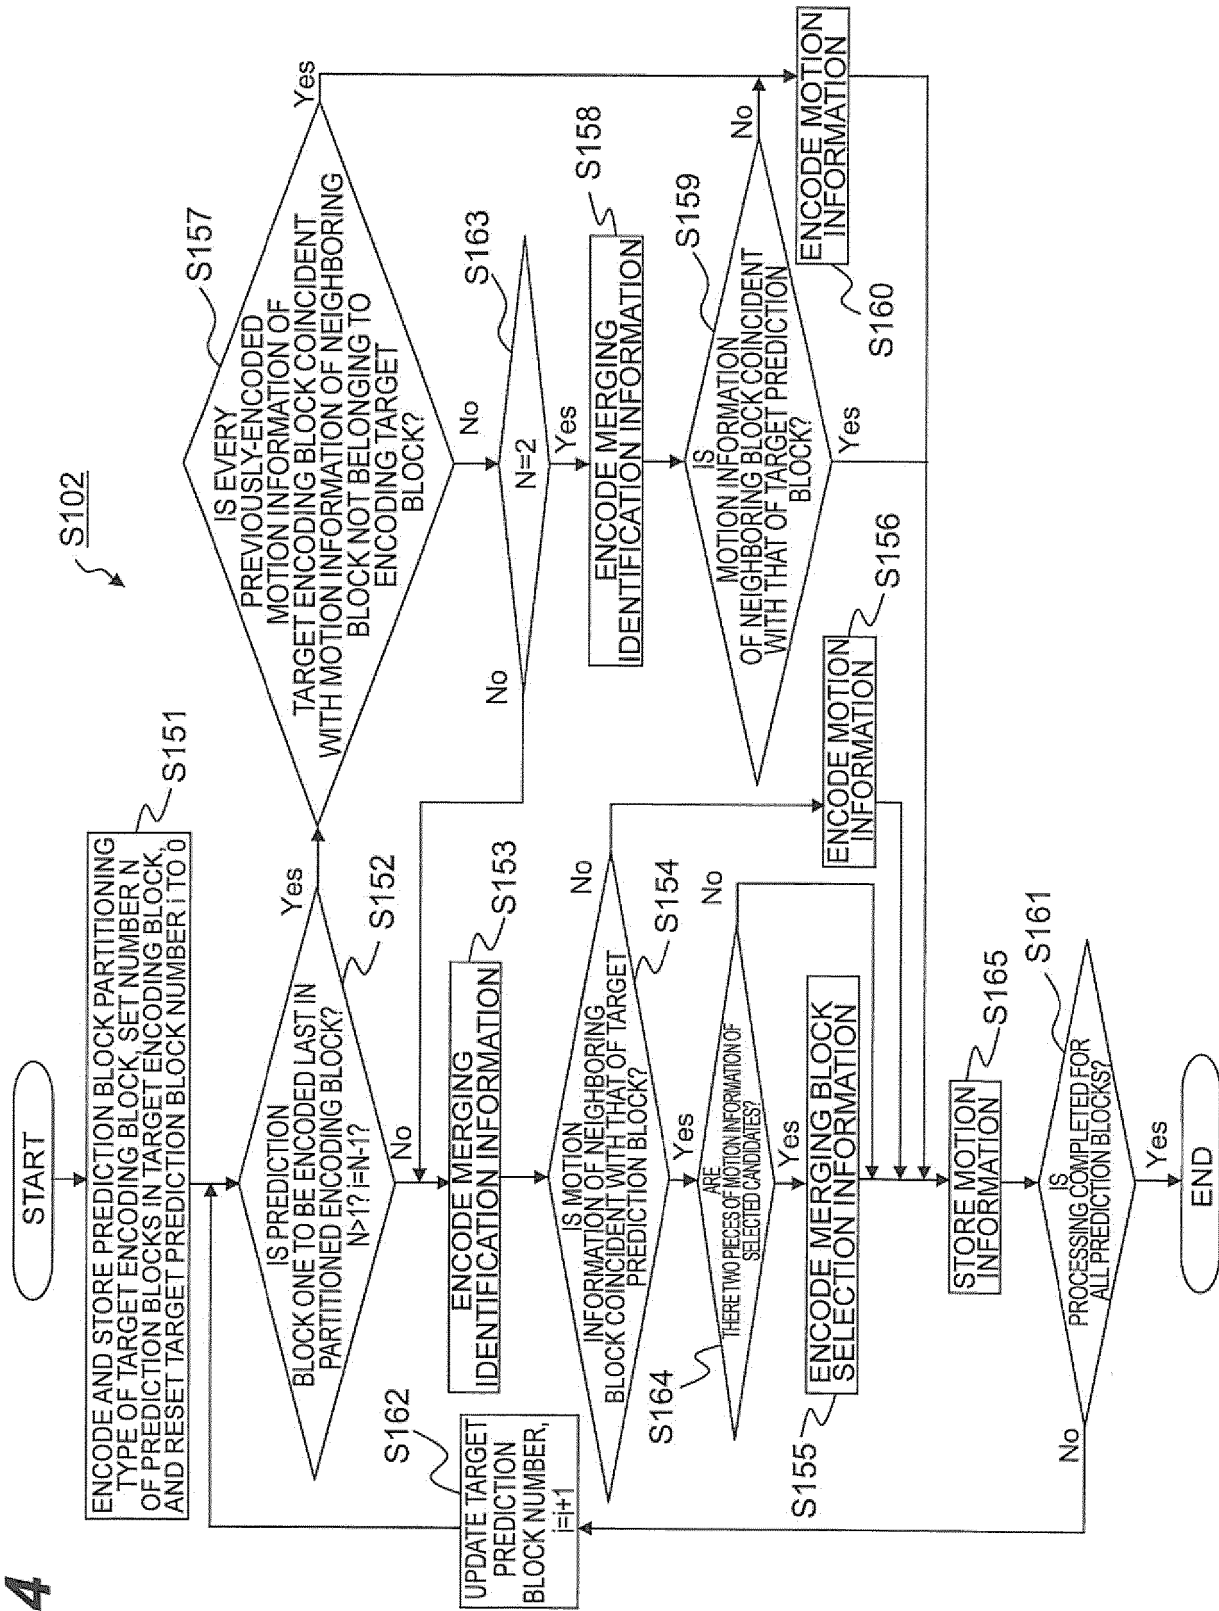 4
S102
START
ENCODE AND STORE PREDICTION BLOCK PARTITIONING
TYPE OF TARGET ENCODING BLOCK, SET NUMBER N
OF PREDICTION BLOCKS IN TARGET ENCODING BLOCK,
AND RESET TARGET PREDICTION BLOCK NUMBER i TO 0
S151
IS PREDICTION
BLOCK ONE TO BE ENCODED LAST IN
PARTITIONED ENCODING BLOCK?
N>1? i=N-1?
S152
Yes
No
IS EVERY
PREVIOUSLY-ENCODED
MOTION INFORMATION OF
TARGET ENCODING BLOCK COINCIDENT
WITH MOTION INFORMATION OF NEIGHBORING
BLOCK NOT BELONGING TO
ENCODING TARGET
BLOCK?
S157
Yes
No
N=2
S163
No
Yes
ENCODE MERGING
IDENTIFICATION INFORMATION
S153
ENCODE MERGING
IDENTIFICATION INFORMATION
S158
IS MOTION
INFORMATION OF NEIGHBORING
BLOCK COINCIDENT WITH THAT OF TARGET
PREDICTION BLOCK?
S154
No
Yes
IS
MOTION INFORMATION
OF NEIGHBORING BLOCK COINCIDENT
WITH THAT OF TARGET PREDICTION
BLOCK?
S159
No
Yes
ARE
THERE TWO PIECES OF MOTION INFORMATION OF
SELECTED CANDIDATES?
S164
No
Yes
ENCODE MERGING BLOCK
SELECTION INFORMATION
S155
ENCODE MOTION
INFORMATION
S156
ENCODE MOTION
INFORMATION
S160
STORE MOTION
INFORMATION
S165
IS
PROCESSING COMPLETED FOR
ALL PREDICTION BLOCKS?
S161
No
Yes
UPDATE TARGET
PREDICTION
BLOCK NUMBER,
i=i+1
S162
END